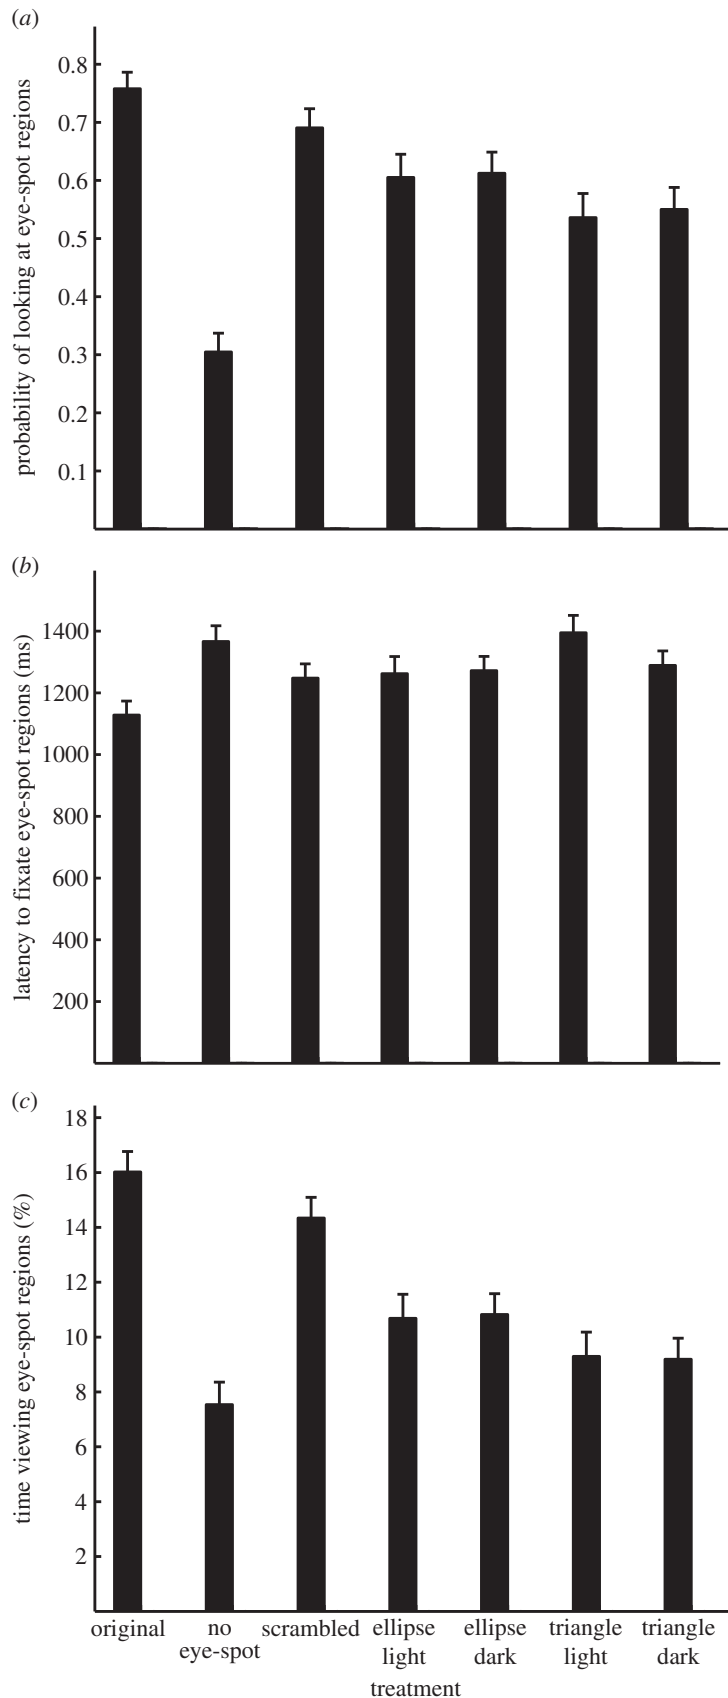 (a)
probability of looking at eye-spot regions
0.8
0.7
0.6
0.5
0.4
0.3
0.2
0.1
(b)
latency to fixate eye-spot regions (ms)
1400
1200
1000
800
600
400
200
(c)
time viewing eye-spot regions (%)
18
16
14
12
10
8
6
4
2
original
no
eye-spot
scrambled
ellipse
light
ellipse
dark
triangle
light
triangle
dark
treatment